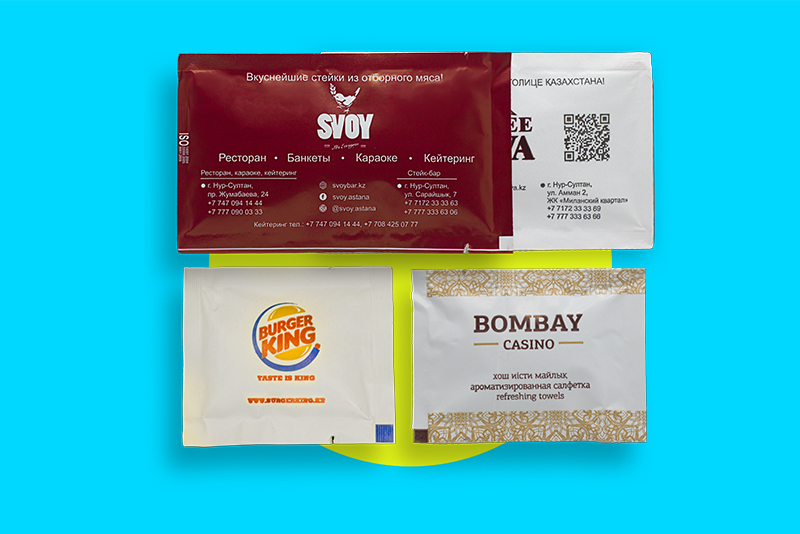 Вкуснейшие стейки из отборного мяса!
SVOY
Ресторан • Банкеты • Караоке • Кейтеринг
Ресторан, караоке, кейтеринг
г. Нур-Султан,
пр. Жумабаева, 24
+7 747 094 14 44
+7 777 090 03 33
svoybar.kz
svoy.astana
@svoy.astana
Стейк-бар
г. Нур-Султан,
ул. Сарайшық, 7
+7 7172 33 33 63
+7 777 333 63 06
Кейтеринг тел.: +7 747 094 14 44, +7 708 425 07 77
ISO
ТОЛИЦЕ КАЗАХСТАНА!
г. Нур-Султан,
ул. Амман 2,
ЖК «Миланский квартал»
+7 7172 33 33 69
+7 777 333 63 66
BURGER
KING
TASTE IS KING
WWW.BURGERKING.KZ
BOMBAY
CASINO
хош иісти майлық
ароматизированная салфетка
refreshing towels